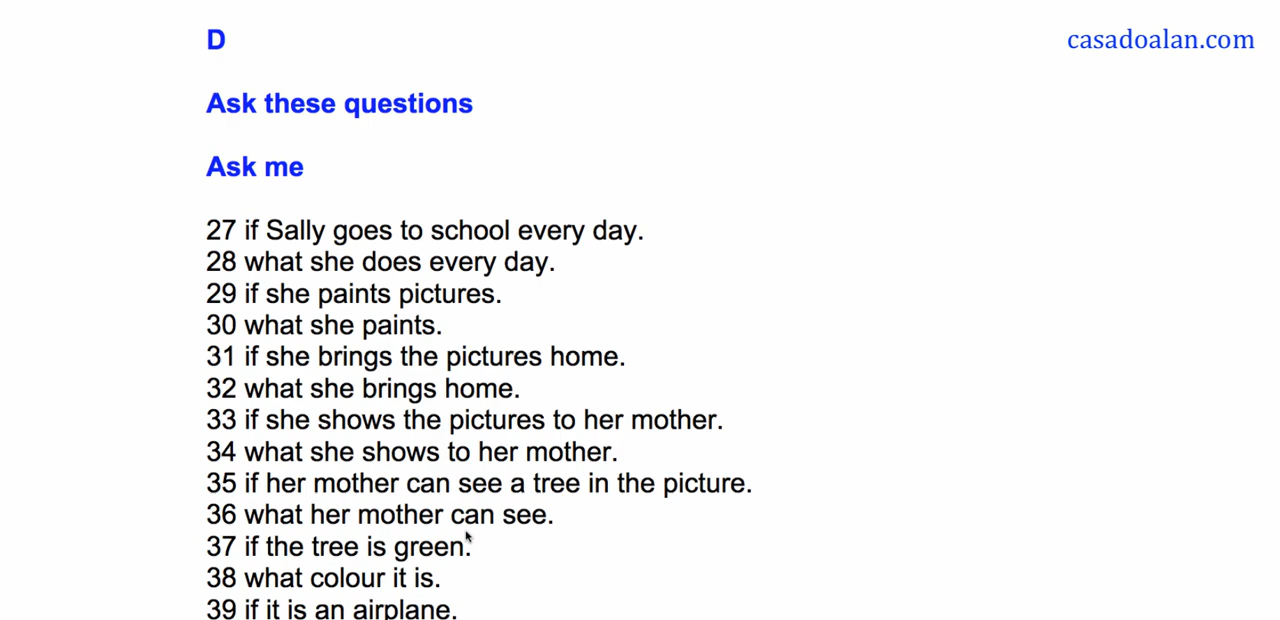 D
casadoalan.com
Ask these questions
Ask me
27 if Sally goes to school every day.
28 what she does every day.
29 if she paints pictures.
30 what she paints.
31 if she brings the pictures home.
32 what she brings home.
33 if she shows the pictures to her mother.
34 what she shows to her mother.
35 if her mother can see a tree in the picture.
36 what her mother can see.
37 if the tree is green.
38 what colour it is.
39 if it is an airplane.